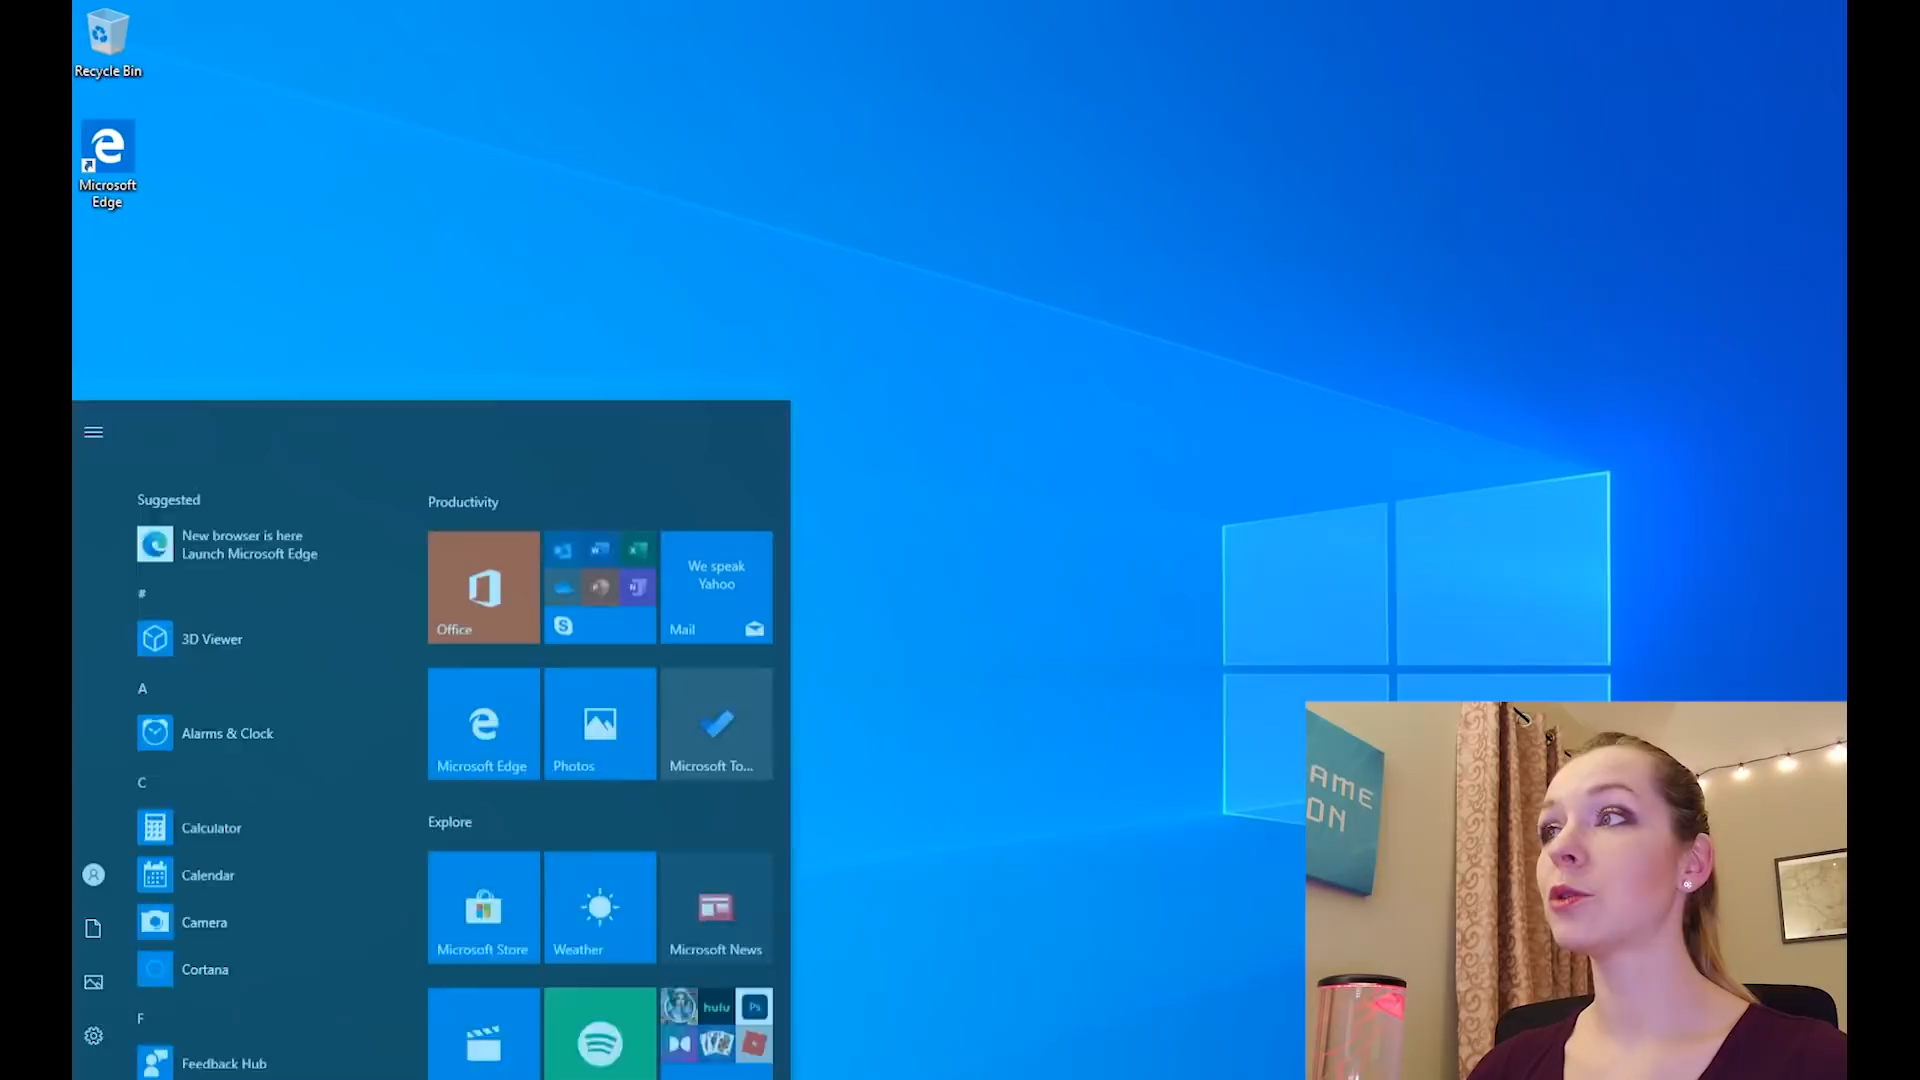 Recycle Bin
Microsoft
Edge
Suggested
New browser is here
Launch Microsoft Edge
#
3D Viewer
A
Alarms & Clock
C
Calculator
Calendar
Camera
Cortana
F
Feedback Hub
Productivity
Office
We speak
Yahoo
Mail
Microsoft Edge
Photos
Microsoft To...
Explore
Microsoft Store
Weather
Microsoft News
hulu
Ps
AME
ON